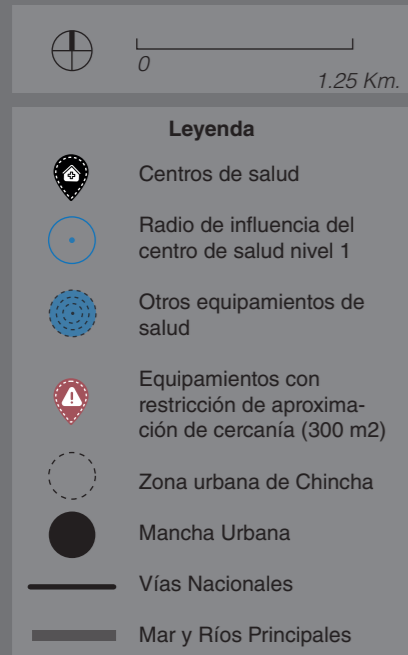 0
1.25 Km.
Leyenda
Centros de salud
Radio de influencia del
centro de salud nivel 1
Otros equipamientos de
salud
Equipamientos con
restricción de aproxima-
ción de cercanía (300 m2)
Zona urbana de Chincha
Mancha Urbana
Vías Nacionales
Mar y Ríos Principales